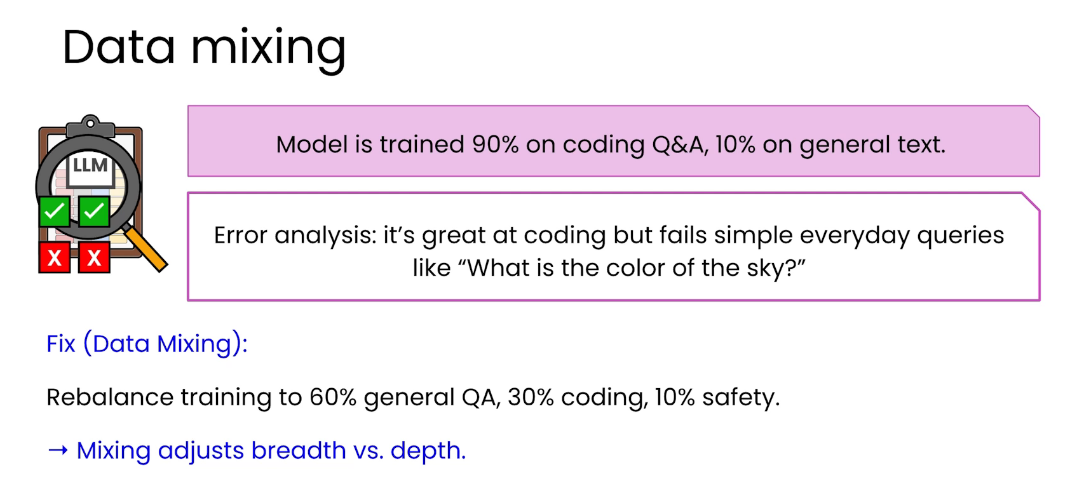 Data mixing
LLM
X X
Model is trained 90% on coding Q&A, 10% on general text.
Error analysis: it’s great at coding but fails simple everyday queries
like “What is the color of the sky?”
Fix (Data Mixing):
Rebalance training to 60% general QA, 30% coding, 10% safety.
→ Mixing adjusts breadth vs. depth.